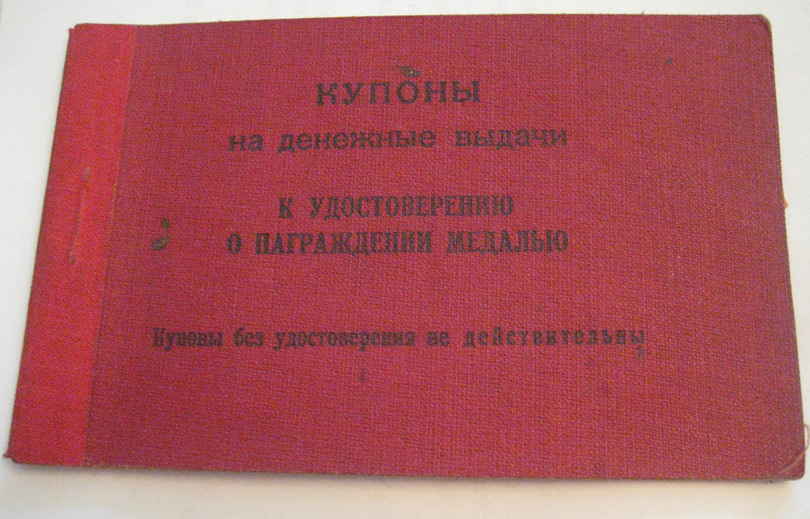 КУПОНЫ
на денежные выдачи
К УДОСТОВЕРЕНИЮ
О НАГРАЖДЕНИИ МЕДАЛЬЮ
Купоны без удостоверения не действительны